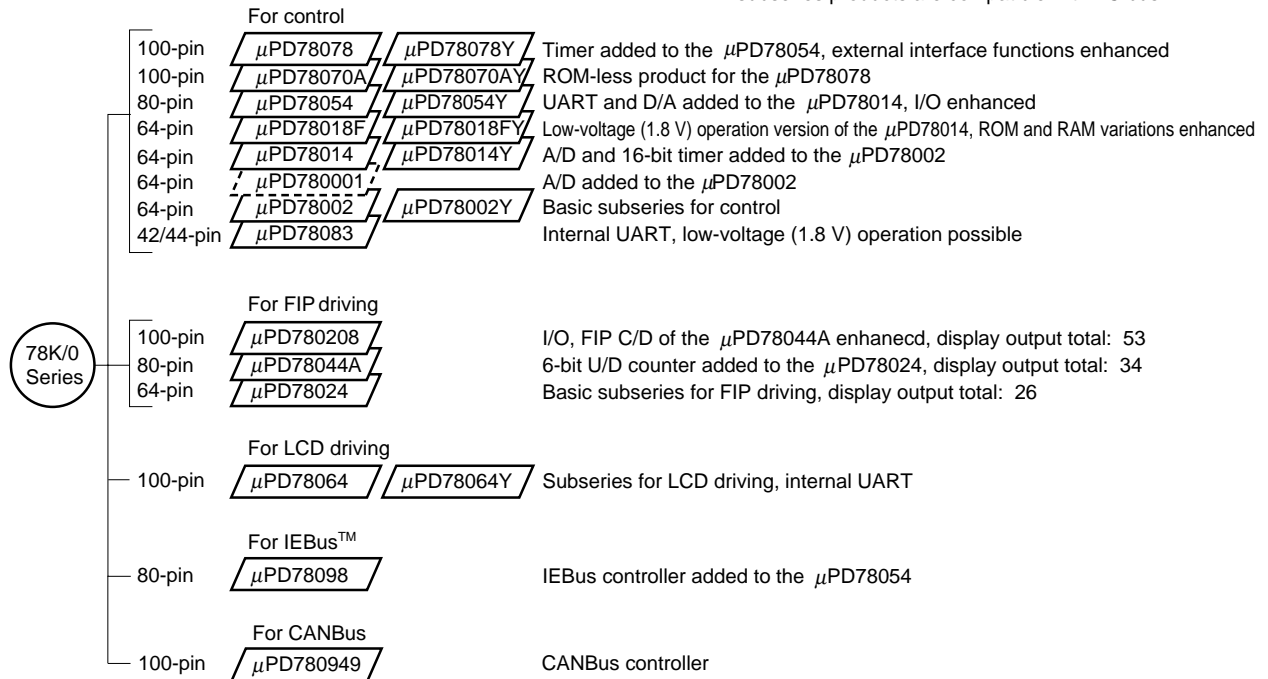 For control
100-pin μPD78078 μPD78078Y Timer added to the μPD78054, external interface functions enhanced
100-pin μPD78070A μPD78070AY ROM-less product for the μPD78078
80-pin μPD78054 μPD78054Y UART and D/A added to the μPD78014, I/O enhanced
64-pin μPD78018F μPD78018FY Low-voltage (1.8 V) operation version of the μPD78014, ROM and RAM variations enhanced
64-pin μPD78014 μPD78014Y A/D and 16-bit timer added to the μPD78002
64-pin μPD780001 A/D added to the μPD78002
64-pin μPD78002 μPD78002Y Basic subseries for control
42/44-pin μPD78083 Internal UART, low-voltage (1.8 V) operation possible
For FIP driving
100-pin μPD780208 I/O, FIP C/D of the μPD78044A enhanecd, display output total: 53
78K/0
Series
80-pin μPD78044A 6-bit U/D counter added to the μPD78024, display output total: 34
64-pin μPD78024 Basic subseries for FIP driving, display output total: 26
For LCD driving
100-pin μPD78064 μPD78064Y Subseries for LCD driving, internal UART
For IEBus™
80-pin μPD78098 IEBus controller added to the μPD78054
For CANBus
100-pin μPD780949 CANBus controller